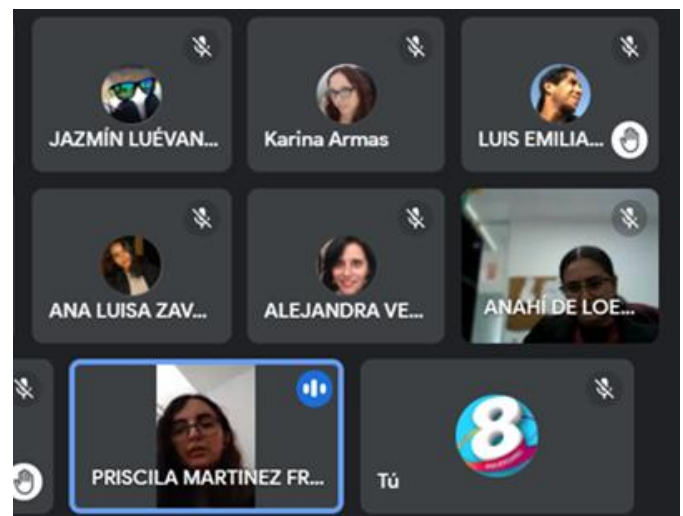 JAZMÍN LUÉVAN...
Karina Armas
LUIS EMILIA...
ANA LUISA ZAV...
ALEJANDRA VE...
ANAHÍ DE LOE...
PRISCILA MARTINEZ FR...
Tú
8